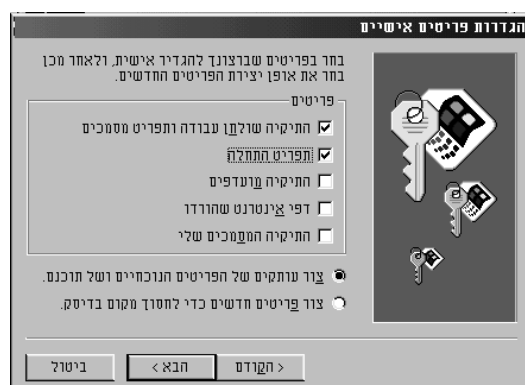 הגדרות פריטים אישיים
בחר בפריטים שברצונך להגדיר אישית, ולאחר מכן
בחר את אופן יצירת הפריטים החדשים.
פריטים
התיקיה שולחן עבודה ותפריט מסמכים
תפריט התחלה
התיקיה מועדפים
דפי אינטרנט שהורדו
התיקיה המסמכים שלי
צור עותקים של הפריטים הנוכחיים ושל תוכנם.
צור פריטים חדשים כדי לחסוך מקום בדיסק.
< הקודם
הבא >
ביטול